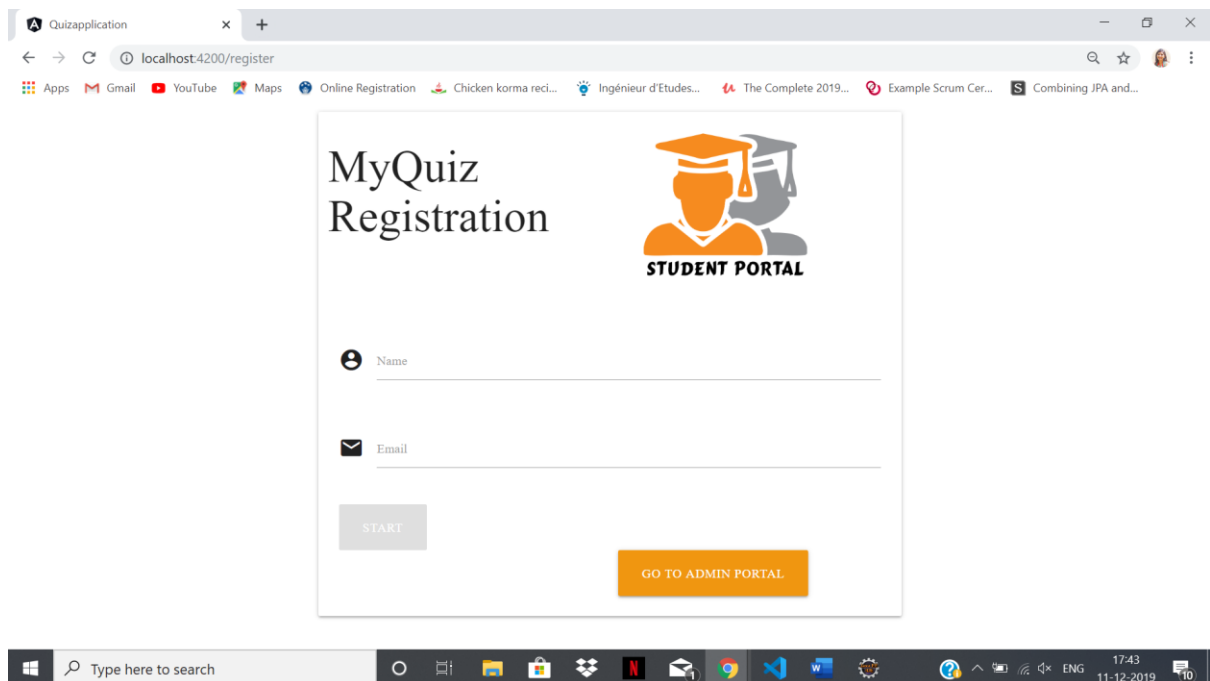 Quizapplication
localhost:4200/register
Apps Gmail YouTube Maps Online Registration Chicken korma reci... Ingénieur d'Etudes... The Complete 2019... Example Scrum Cer... S Combining JPA and...
MyQuiz
Registration
STUDENT PORTAL
Name
Email
START
GO TO ADMIN PORTAL
Type here to search
ENG
17:43
11-12-2019
10